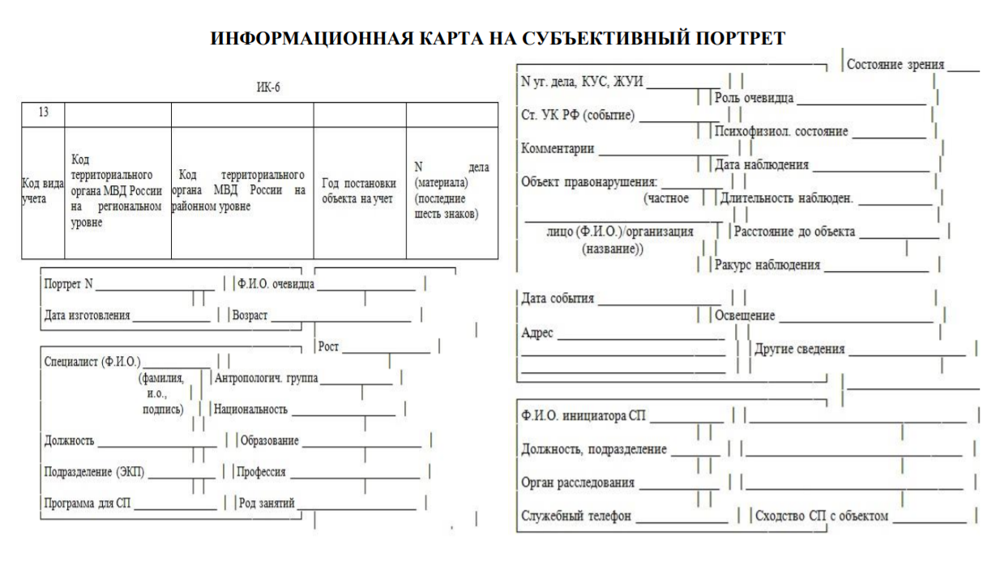 ИНФОРМАЦИОННАЯ КАРТА НА СУБЪЕКТИВНЫЙ ПОРТРЕТ
ИК-6
13
Код вида
учета
Код
территориального
органа МВД России
на региональном
уровне
Код территориального
органа МВД России на
районном уровне
Год постановки
объекта на учет
N дела
(материала)
(последние
шесть знаков)
Портрет N
Дата изготовления
Специалист (Ф.И.О.)
(фамилия,
и.о.,
подпись)
Должность
Подразделение (ЭКП)
Программа для СП
Ф.И.О. очевидца
Возраст
Рост
Антропологич. группа
Национальность
Образование
Профессия
Род занятий
N уг. дела, КУС, ЖУИ
Ст. УК РФ (событие)
Комментарии
Объект правонарушения:
(частное
лицо (Ф.И.О.)/организация
(название))
Дата события
Адрес
Ф.И.О. инициатора СП
Должность, подразделение
Орган расследования
Служебный телефон
Состояние зрения
Роль очевидца
Психофизиол. состояние
Дата наблюдения
Длительность наблюден.
Расстояние до объекта
Ракурс наблюдения
Освещение
Другие сведения
Сходство СП с объектом